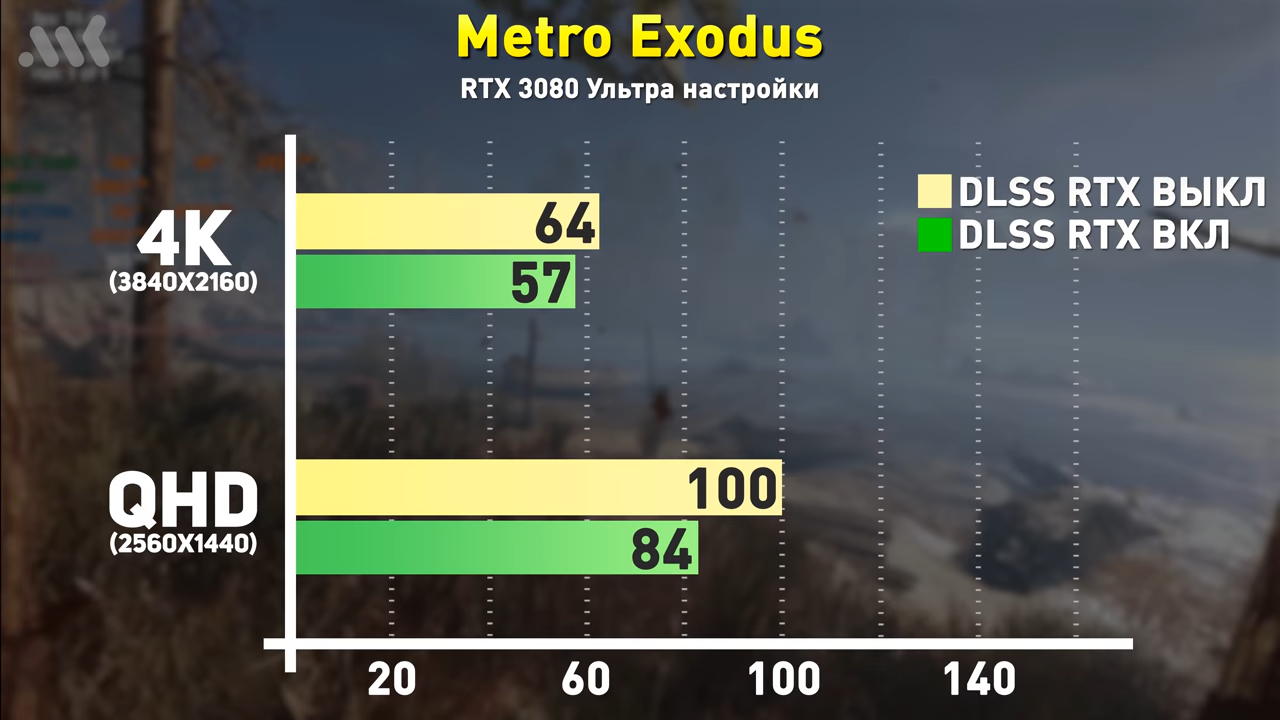 Metro Exodus
RTX 3080 Ультра настройки
DLSS RTX ВЫКЛ
DLSS RTX ВКЛ
4K
(3840X2160)
64
57
QHD
(2560X1440)
100
84
20 60 100 140